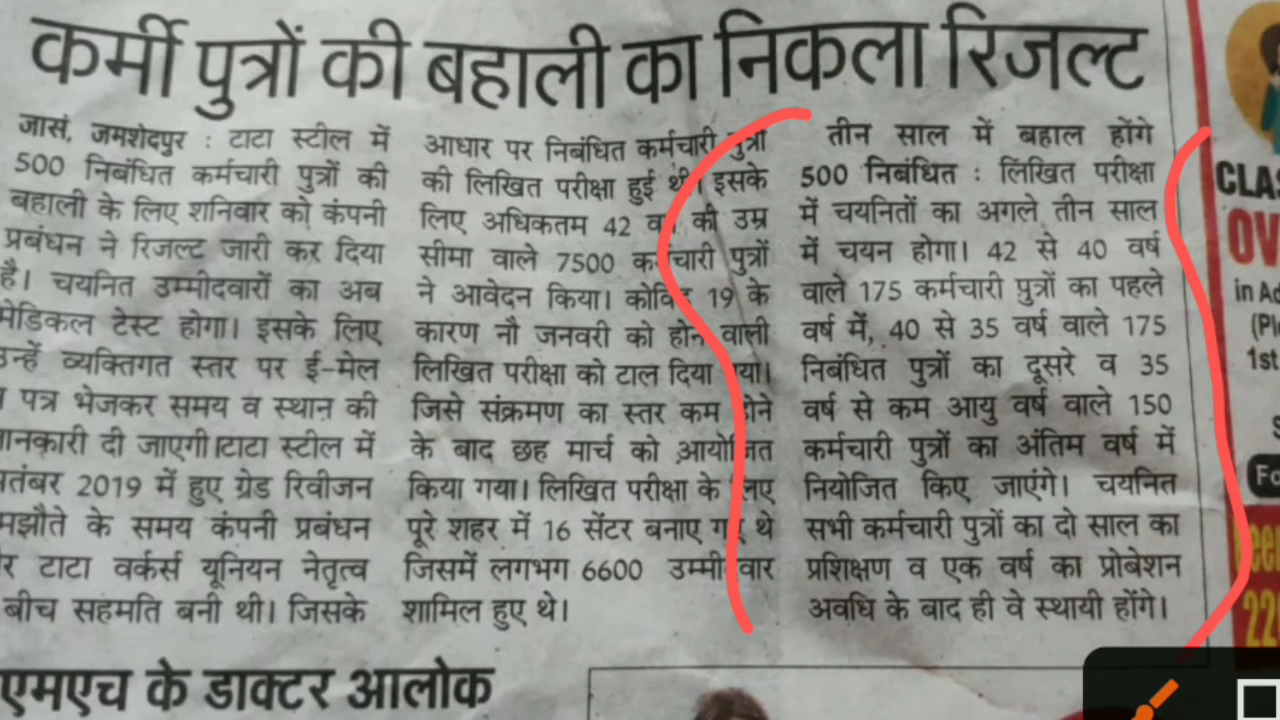 कर्मी पुत्रों की बहाली का निकला रिजल्ट
जासं, जमशेदपुर : टाटा स्टील में
500 निबंधित कर्मचारी पुत्रों की
बहाली के लिए शनिवार को कंपनी
प्रबंधन ने रिजल्ट जारी कर दिया
है। चयनित उम्मीदवारों का अब
मेडिकल टेस्ट होगा। इसके लिए
उन्हें व्यक्तिगत स्तर पर ई-मेल
पत्र भेजकर समय व स्थान की
जानकारी दी जाएगी।टाटा स्टील में
सितंबर 2019 में हुए ग्रेड रिवीजन
समझौते के समय कंपनी प्रबंधन
और टाटा वर्कर्स यूनियन नेतृत्व
बीच सहमति बनी थी। जिसके
आधार पर निबंधित कर्मचारी पुत्रों
की लिखित परीक्षा हुई थी। इसके
लिए अधिकतम 42 की उम्र
सीमा वाले 7500 कर्मचारी पुत्रों
ने आवेदन किया। कोविड 19 के
कारण नौ जनवरी को होने वाली
लिखित परीक्षा को टाल दिया गया।
जिसे संक्रमण का स्तर कम होने
के बाद छह मार्च को आयोजित
किया गया। लिखित परीक्षा के लिए
पूरे शहर में 16 सेंटर बनाए गए थे
जिसमें लगभग 6600 उम्मीदवार
शामिल हुए थे।
तीन साल में बहाल होंगे
500 निबंधित : लिखित परीक्षा
में चयनितों का अगले तीन साल
में चयन होगा। 42 से 40 वर्ष
वाले 175 कर्मचारी पुत्रों का पहले
वर्ष में, 40 से 35 वर्ष वाले 175
निबंधित पुत्रों का दूसरे व 35
वर्ष से कम आयु वर्ष वाले 150
कर्मचारी पुत्रों का अंतिम वर्ष में
नियोजित किए जाएंगे। चयनित
सभी कर्मचारी पुत्रों का दो साल का
प्रशिक्षण व एक वर्ष का प्रोबेशन
अवधि के बाद ही वे स्थायी होंगे।
एमएच के डाक्टर आलोक
CLAS
OV
in Ad
1st
Fo